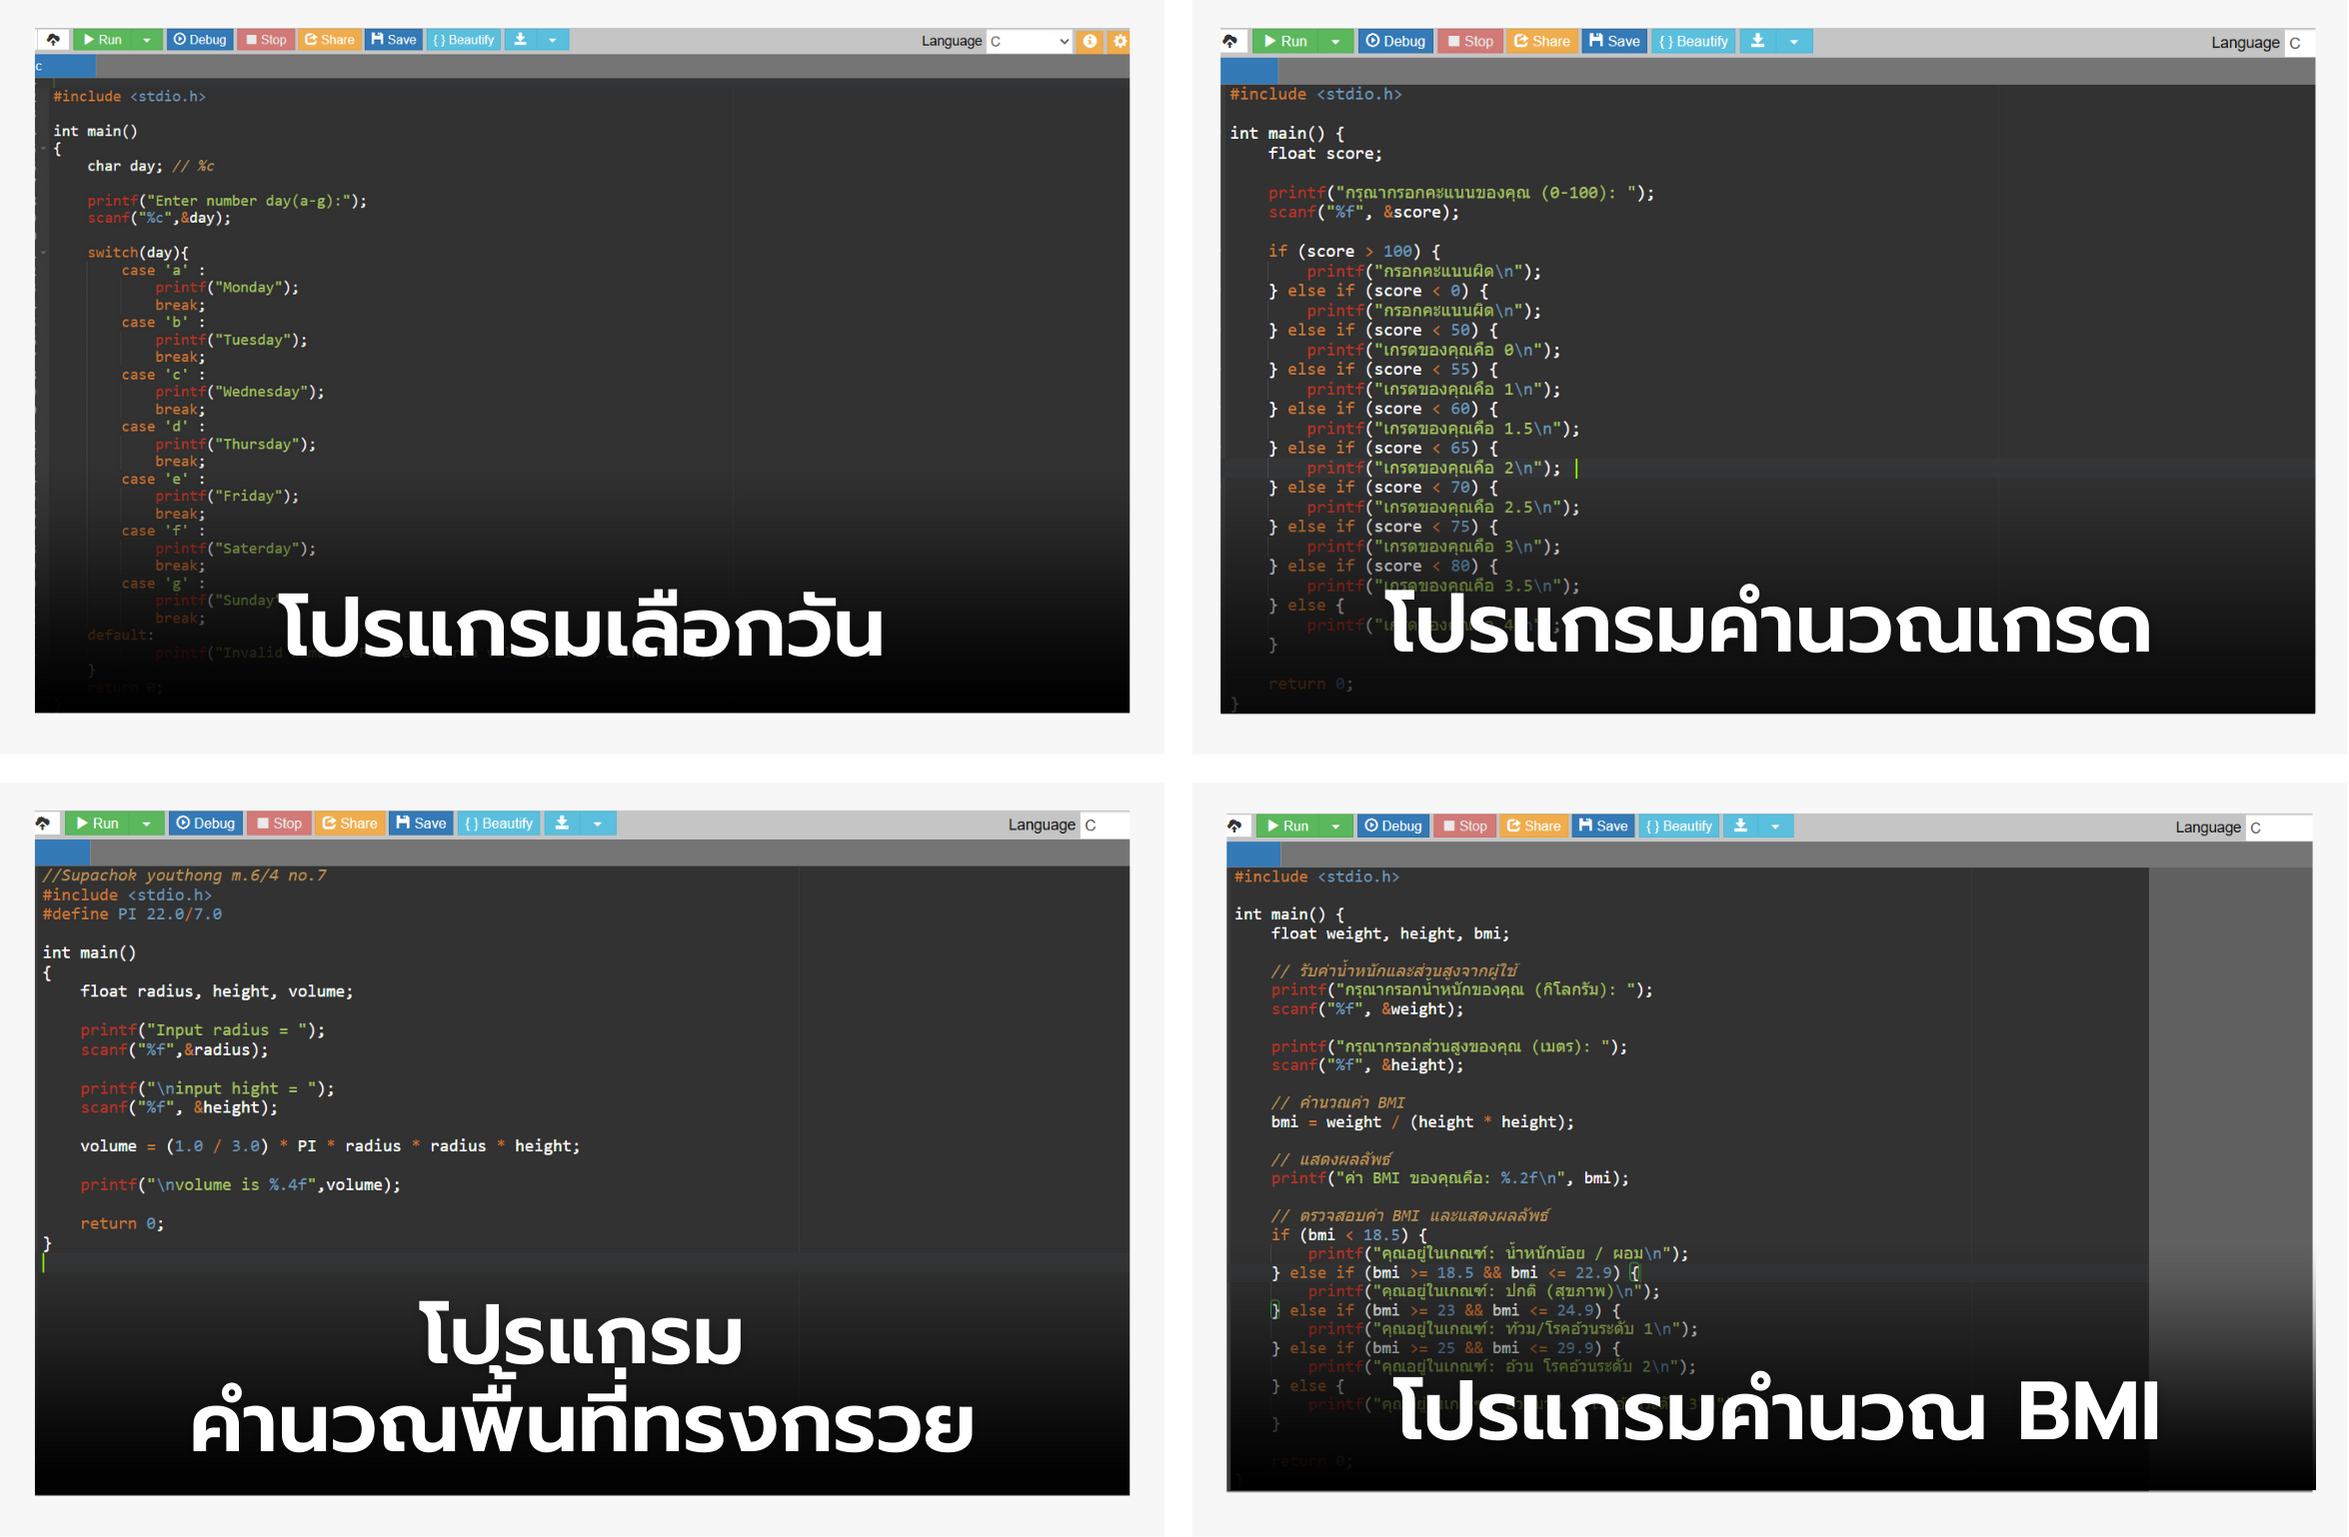 Run Debug Stop Share Save { } Beautify Language C
c
#include <stdio.h>
int main()
{
char day; // %c
printf("Enter number day(a-g):");
scanf("%c",&day);
switch(day){
case 'a' :
printf("Monday");
break;
case 'b' :
printf("Tuesday");
break;
case 'c' :
printf("Wednesday");
break;
case 'd' :
printf("Thursday");
break;
case 'e' :
printf("Friday");
break;
case 'f' :
printf("Saterday");
break;
case 'g' :
printf("Sunday
break;
default:
printf("Invalid
}
return 0;
โปรแกรมเลือกวัน
Run Debug Stop Share Save { } Beautify Language C
#include <stdio.h>
int main() {
float score;
printf("กรุณากรอกคะแนนของคุณ (0-100): ");
scanf("%f", &score);
if (score > 100) {
printf("กรอกคะแนนผิด\n");
} else if (score < 0) {
printf("กรอกคะแนนผิด\n");
} else if (score < 50) {
printf("เกรดของคุณคือ 0\n");
} else if (score < 55) {
printf("เกรดของคุณคือ 1\n");
} else if (score < 60) {
printf("เกรดของคุณคือ 1.5\n");
} else if (score < 65) {
printf("เกรดของคุณคือ 2\n");
} else if (score < 70) {
printf("เกรดของคุณคือ 2.5\n");
} else if (score < 75) {
printf("เกรดของคุณคือ 3\n");
} else if (score < 80) {
printf("เกรดของคุณคือ 3.5\n");
} else {
printf("
}
return 0;
}
โปรแกรมคำนวณเกรด
Run Debug Stop Share Save { } Beautify Language C
//Supachok youthong m.6/4 no.7
#include <stdio.h>
#define PI 22.0/7.0
int main()
{
float radius, height, volume;
printf("Input radius = ");
scanf("%f",&radius);
printf("\ninput hight = ");
scanf("%f", &height);
volume = (1.0 / 3.0) * PI * radius * radius * height;
printf("\nvolume is %.4f",volume);
return 0;
}
โปรแกรม
คำนวณพื้นที่ทรงกรวย
Run Debug Stop Share Save { } Beautify Language C
#include <stdio.h>
int main() {
float weight, height, bmi;
// รับค่าน้ำหนักและส่วนสูงจากผู้ใช้
printf("กรุณากรอกน้ำหนักของคุณ (กิโลกรัม): ");
scanf("%f", &weight);
printf("กรุณากรอกส่วนสูงของคุณ (เมตร): ");
scanf("%f", &height);
// คำนวณค่า BMI
bmi = weight / (height * height);
// แสดงผลลัพธ์
printf("ค่า BMI ของคุณคือ: %.2f\n", bmi);
// ตรวจสอบค่า BMI และแสดงผลลัพธ์
if (bmi < 18.5) {
printf("คุณอยู่ในเกณฑ์: น้ำหนักน้อย / ผอม\n");
} else if (bmi >= 18.5 && bmi <= 22.9) {
printf("คุณอยู่ในเกณฑ์: ปกติ (สุขภาพ)\n");
} else if (bmi >= 23 && bmi <= 24.9) {
printf("คุณอยู่ในเกณฑ์: ท้วม/โรคอ้วนระดับ 1\n");
} else if (bmi >= 25 && bmi <= 29.9) {
printf("คุณอยู่ในเกณฑ์: อ้วน โรคอ้วนระดับ 2\n");
} else {
printf("
}
return 0;
โปรแกรมคำนวณ BMI